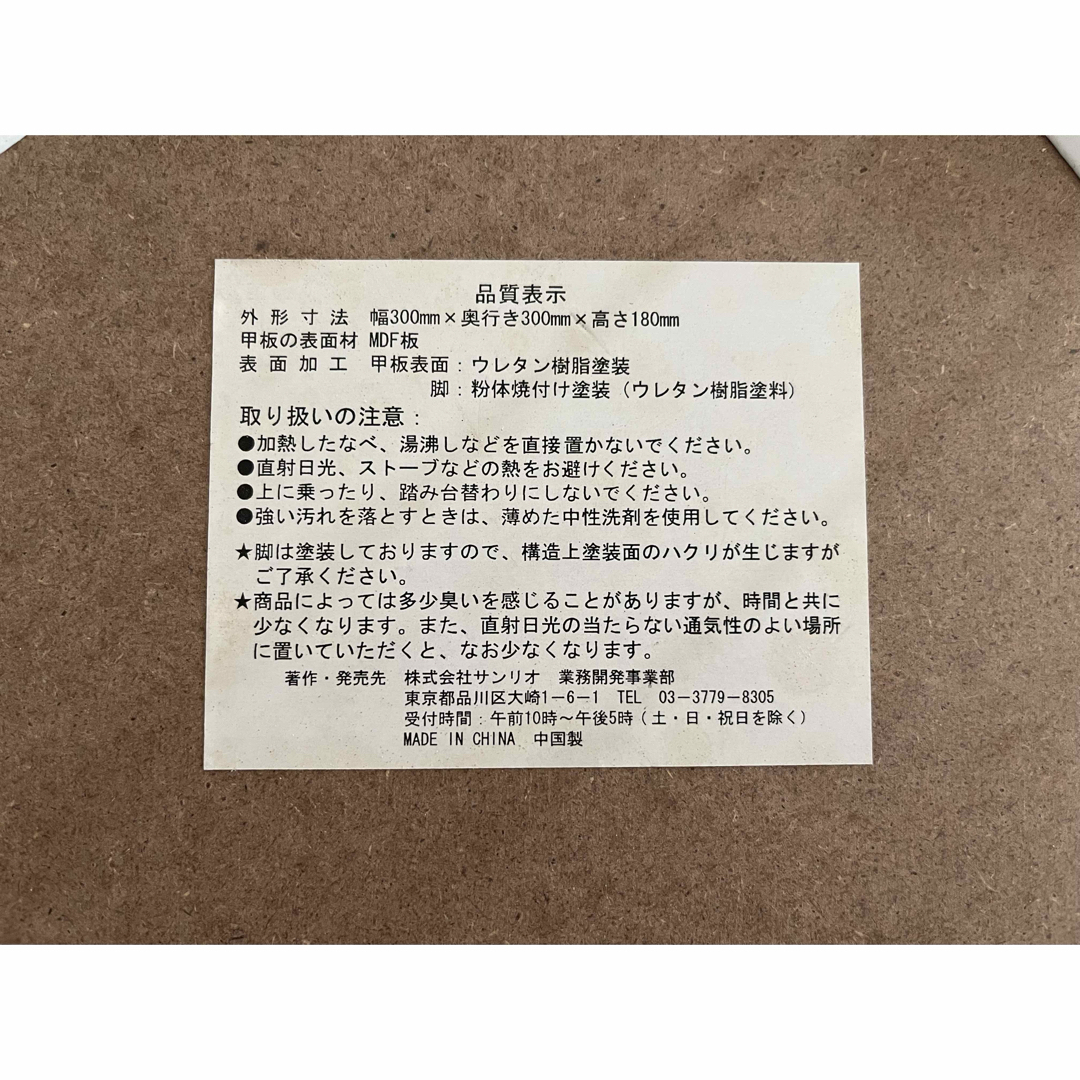 品質表示
外形寸法 幅300mm×奥行き300mm×高さ180mm
甲板の表面材 MDF板
表面加工 甲板表面：ウレタン樹脂塗装
脚：粉体焼付け塗装（ウレタン樹脂塗料）
取り扱いの注意：
●加熱したなべ、湯沸しなどを直接置かないでください。
●直射日光、ストーブなどの熱をお避けください。
●上に乗ったり、踏み台替わりにしないでください。
●強い汚れを落とすときは、薄めた中性洗剤を使用してください。
★脚は塗装しておりますので、構造上塗装面のハクリが生じますが
ご了承ください。
★商品によっては多少臭いを感じることがありますが、時間と共に
少なくなります。また、直射日光の当たらない通気性のよい場所
に置いていただくと、なお少なくなります。
著作・発売先 株式会社サンリオ 業務開発事業部
東京都品川区大崎1－6－1 TEL 03－3779－8305
受付時間：午前10時～午後5時（土・日・祝日を除く）
MADE IN CHINA 中国製